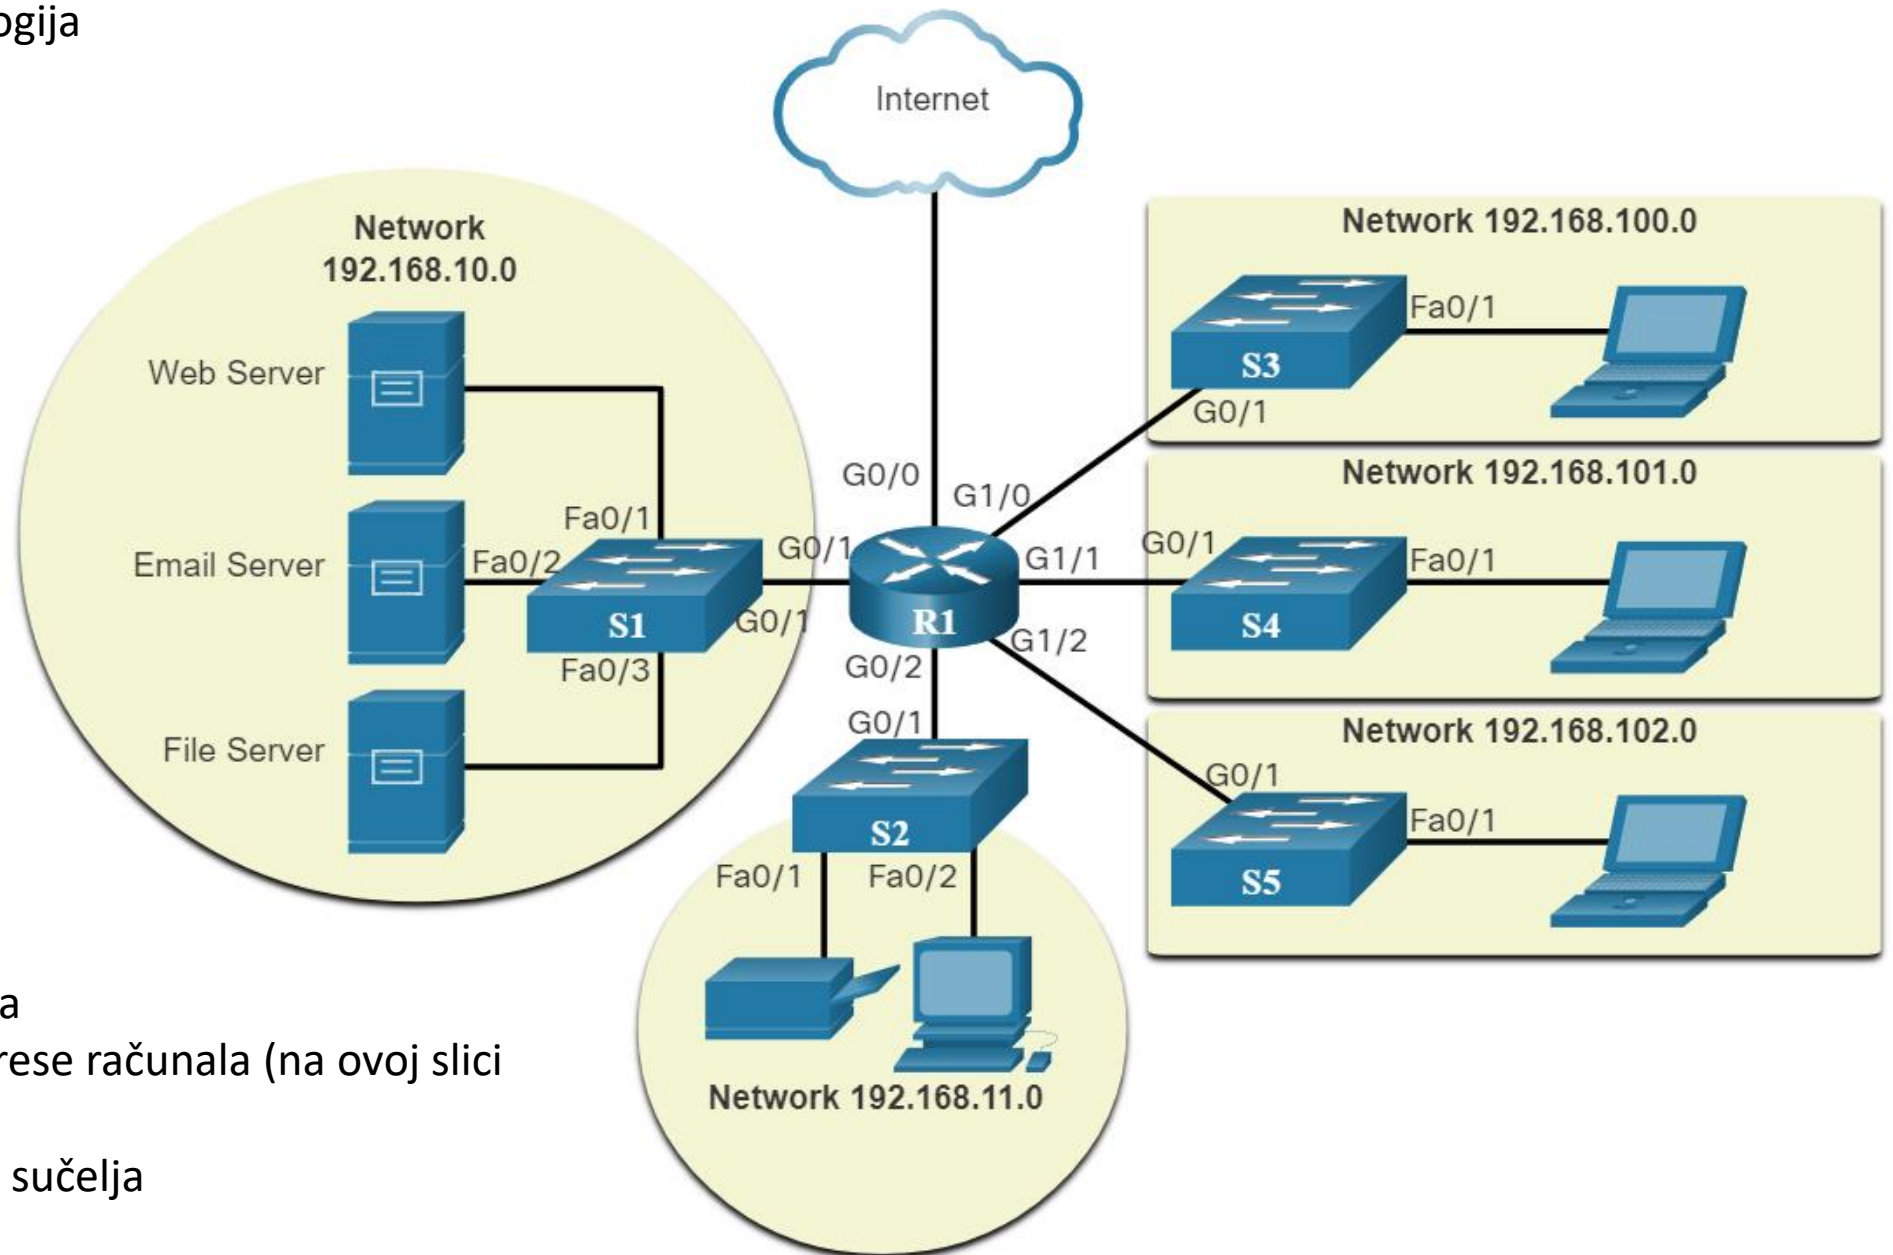 ogija
Internet
Network
192.168.10.0
Web Server
Email Server
File Server
Fa0/1
Fa0/2
Fa0/3
S1
G0/1
G0/1
G0/0
G1/0
G1/1
G1/2
G0/2
R1
G0/1
S2
Fa0/1
Fa0/2
Network 192.168.11.0
Network 192.168.100.0
S3
Fa0/1
G0/1
Network 192.168.101.0
G0/1
S4
Fa0/1
Network 192.168.102.0
G0/1
S5
Fa0/1
a
rese računala (na ovoj slici
sučelja